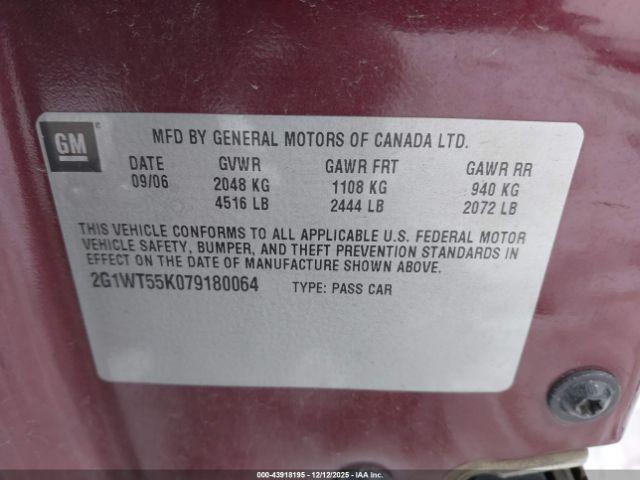 GM
MFD BY GENERAL MOTORS OF CANADA LTD.
DATE GVWR GAWR FRT GAWR RR
09/06 2048 KG 1108 KG 940 KG
4516 LB 2444 LB 2072 LB
THIS VEHICLE CONFORMS TO ALL APPLICABLE U.S. FEDERAL MOTOR
VEHICLE SAFETY, BUMPER, AND THEFT PREVENTION STANDARDS IN
EFFECT ON THE DATE OF MANUFACTURE SHOWN ABOVE.
2G1WT55K079180064 TYPE: PASS CAR
000-43918195 - 12/12/2025 - COPART.COM